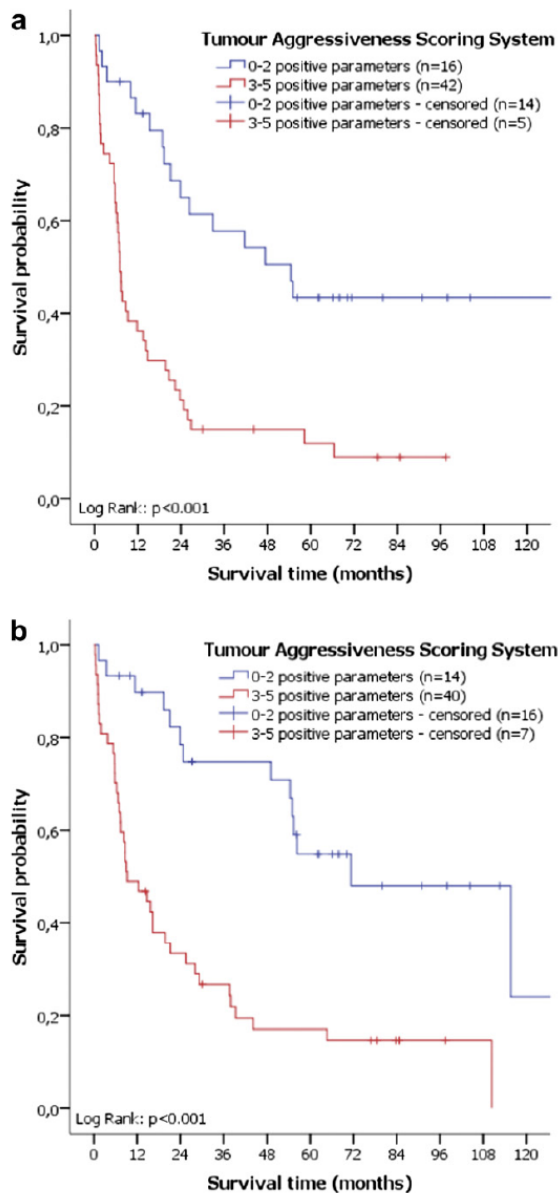 a
Tumour Aggressiveness Scoring System
0-2 positive parameters (n=16)
3-5 positive parameters (n=42)
0-2 positive parameters - censored (n=14)
3-5 positive parameters - censored (n=5)
1,0
0,8
0,6
0,4
0,2
0,0
Survival probability
Log Rank: p<0.001
0 12 24 36 48 60 72 84 96 108 120
Survival time (months)
b
Tumour Aggressiveness Scoring System
0-2 positive parameters (n=14)
3-5 positive parameters (n=40)
0-2 positive parameters - censored (n=16)
3-5 positive parameters - censored (n=7)
1,0
0,8
0,6
0,4
0,2
0,0
Survival probability
Log Rank: p<0.001
0 12 24 36 48 60 72 84 96 108 120
Survival time (months)